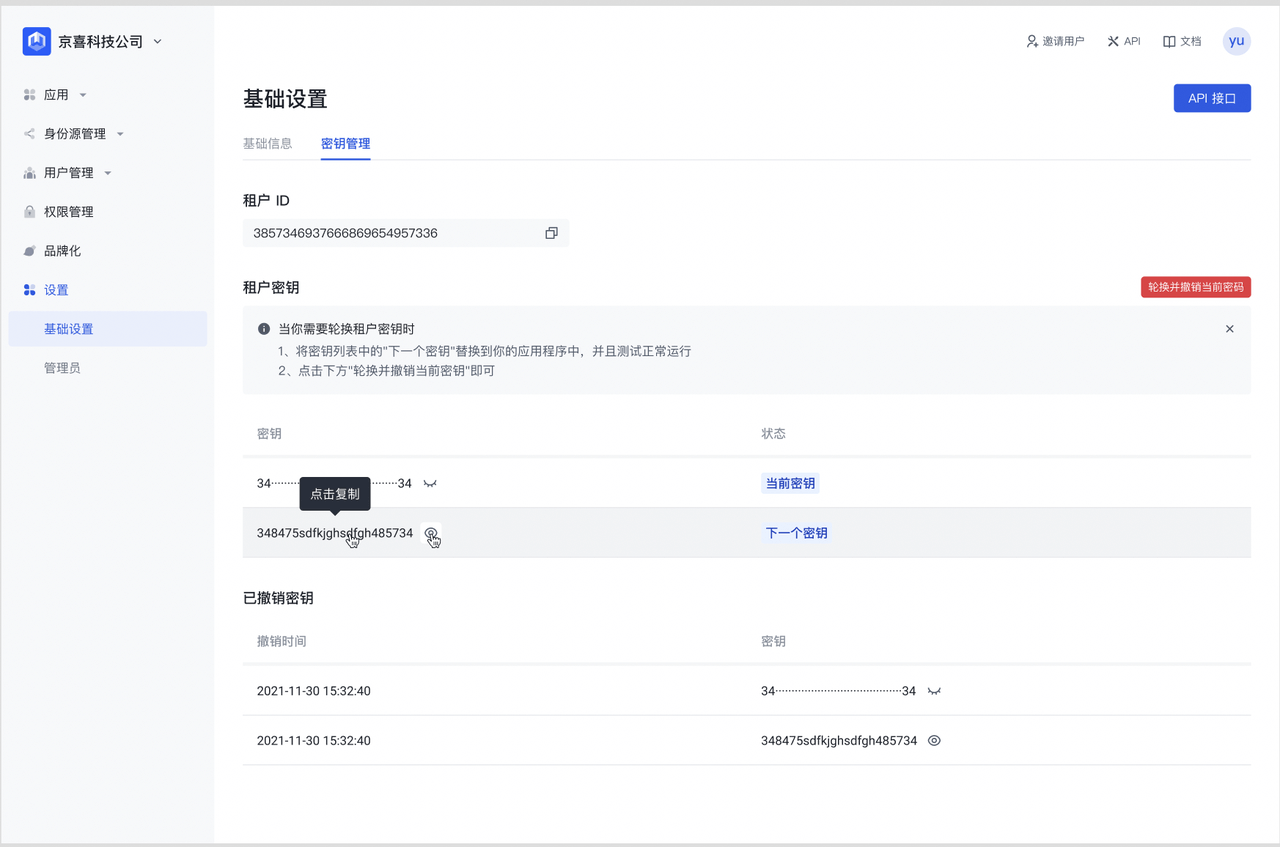 京喜科技公司
邀请用户
API
文档
yu
应用
身份源管理
用户管理
权限管理
品牌化
设置
基础设置
管理员
基础设置
API 接口
基础信息
密钥管理
租户 ID
3857346937666869654957336
租户密钥
轮换并撤销当前密码
当你需要轮换租户密钥时
1、将密钥列表中的"下一个密钥"替换到你的应用程序中，并且测试正常运行
2、点击下方"轮换并撤销当前密钥"即可
密钥 状态
34·······································34 当前密钥
点击复制
348475sdfkjghsdfgh485734 下一个密钥
已撤销密钥
撤销时间 密钥
2021-11-30 15:32:40 34·······································34
2021-11-30 15:32:40 348475sdfkjghsdfgh485734